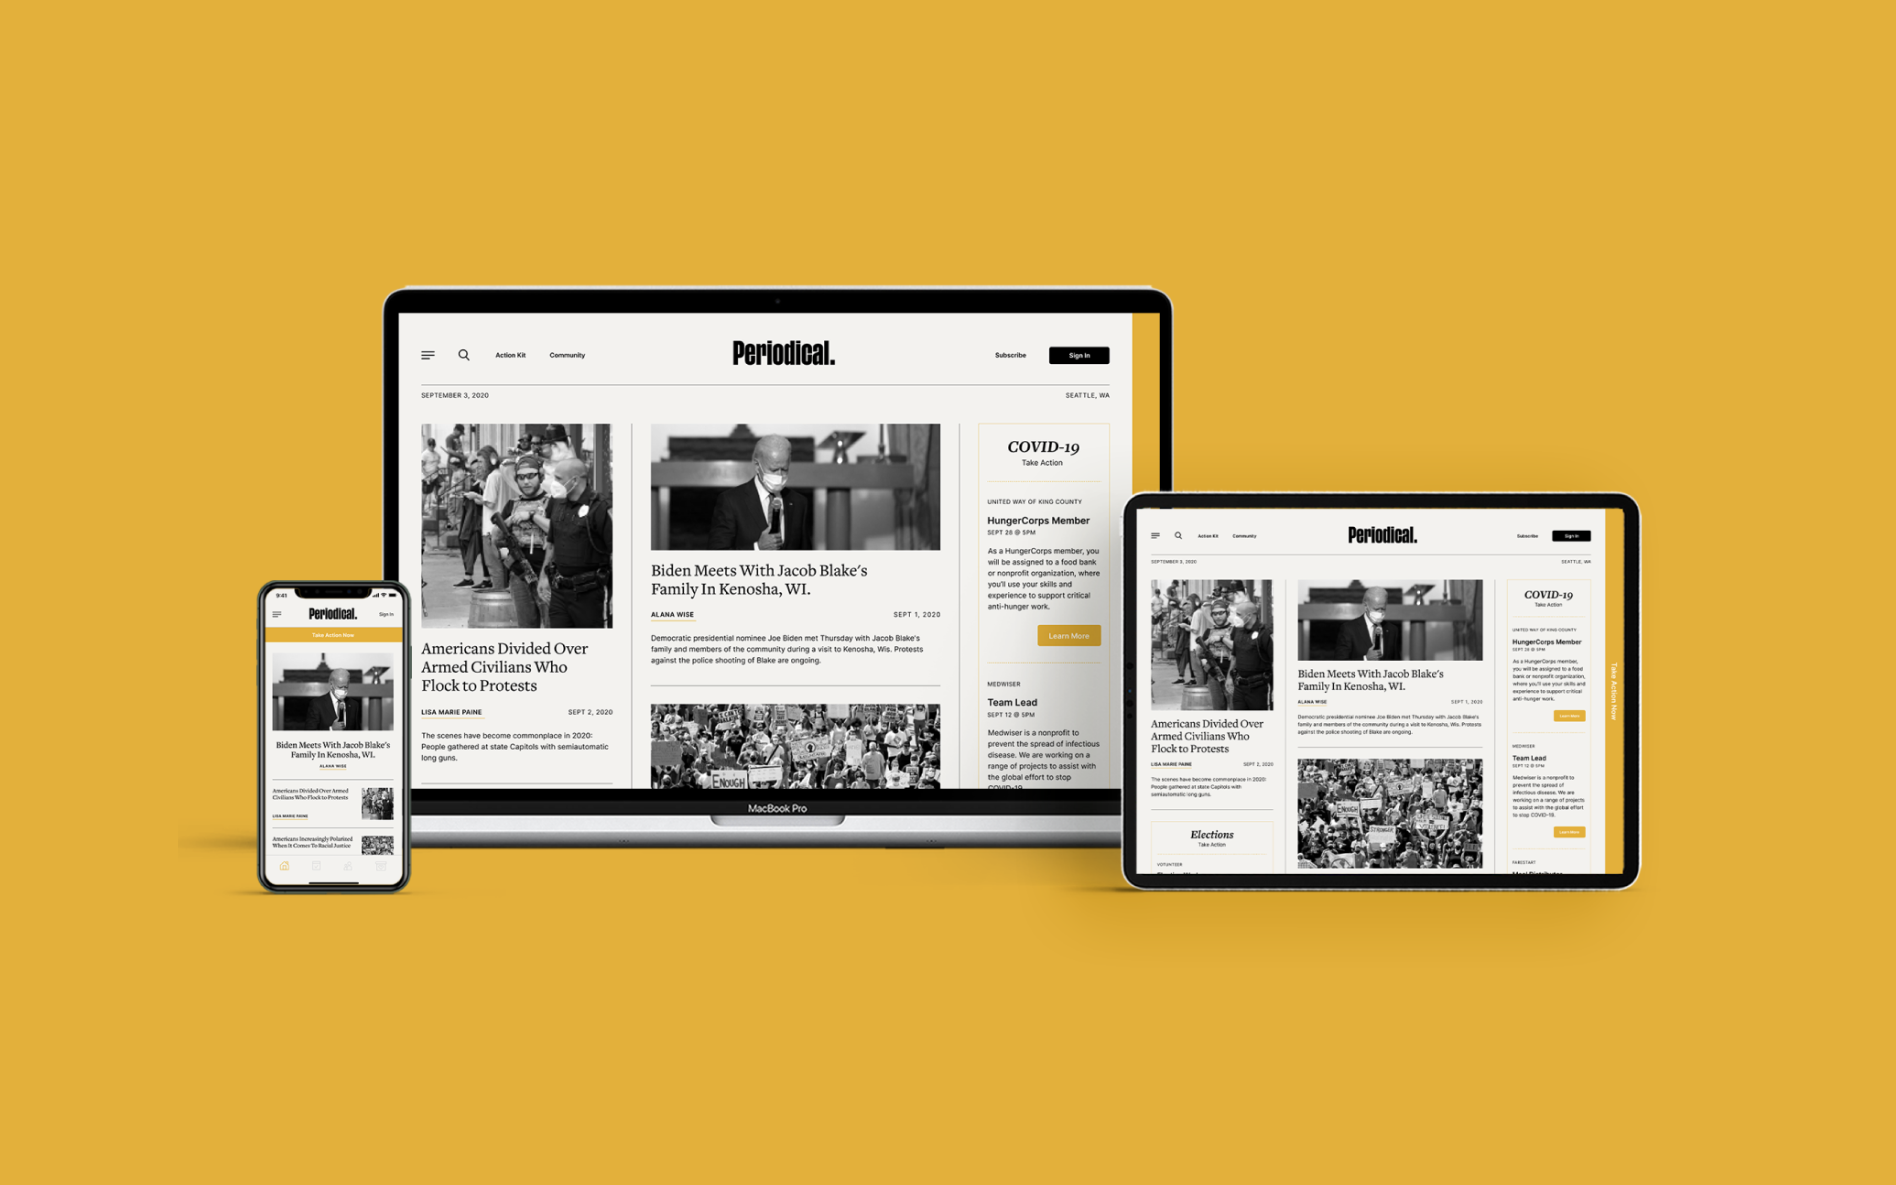 Action Kit
Community
Periodical.
Subscribe
Sign In
SEPTEMBER 3, 2020
SEATTLE, WA
Americans Divided Over
Armed Civilians Who
Flock to Protests
LISA MARIE PAINE
SEPT 2, 2020
The scenes have become commonplace in 2020:
People gathered at state Capitols with semiautomatic
long guns.
Biden Meets With Jacob Blake's
Family In Kenosha, WI.
ALANA WISE
SEPT 1, 2020
Democratic presidential nominee Joe Biden met Thursday with Jacob Blake's
family and members of the community during a visit to Kenosha, Wis. Protests
against the police shooting of Blake are ongoing.
ENOUGH
COVID-19
Take Action
UNITED WAY OF KING COUNTY
HungerCorps Member
SEPT 28 @ 5PM
As a HungerCorps member, you
will be assigned to a food bank
or nonprofit organization, where
you'll use your skills and
experience to support critical
anti-hunger work.
Learn More
MEDWISER
Team Lead
SEPT 12 @ 5PM
Medwiser is a nonprofit to
prevent the spread of infectious
disease. We are working on a
range of projects to assist with
the global effort to stop
COVID-19.
MacBook Pro
9:41
Periodical.
Sign In
Take Action Now
Biden Meets With Jacob Blake's
Family In Kenosha, WI.
ALANA WISE
Americans Divided Over Armed
Civilians Who Flock to Protests
LISA MARIE PAINE
Americans Increasingly Polarized
When It Comes To Racial Justice
Action Kit
Community
Periodical.
Subscribe
Sign In
SEPTEMBER 3, 2020
SEATTLE, WA
Americans Divided Over
Armed Civilians Who
Flock to Protests
LISA MARIE PAINE
SEPT 2, 2020
The scenes have become commonplace in 2020:
People gathered at state Capitols with
semiautomatic long guns.
Elections
Take Action
VOTUNTEER
Biden Meets With Jacob Blake's
Family In Kenosha, WI.
ALANA WISE
SEPT 1, 2020
Democratic presidential nominee Joe Biden met Thursday with Jacob Blake's
family and members of the community during a visit to Kenosha, Wis. Protests
against the police shooting of Blake are ongoing.
ENOUGH
STRONGER
COVID-19
Take Action
UNITED WAY OF KING COUNTY
HungerCorps Member
SEPT 28 @ 5PM
As a HungerCorps member,
you will be assigned to a food
bank or nonprofit organization,
where you'll use your skills and
experience to support critical
anti-hunger work.
Learn More
MEDWISER
Team Lead
SEPT 12 @ 5PM
Medwiser is a nonprofit to
prevent the spread of
infectious disease. We are
working on a range of projects
to assist with the global effort
to stop COVID-19.
Learn More
FARESTART
Meal Distributor
Take Action Now